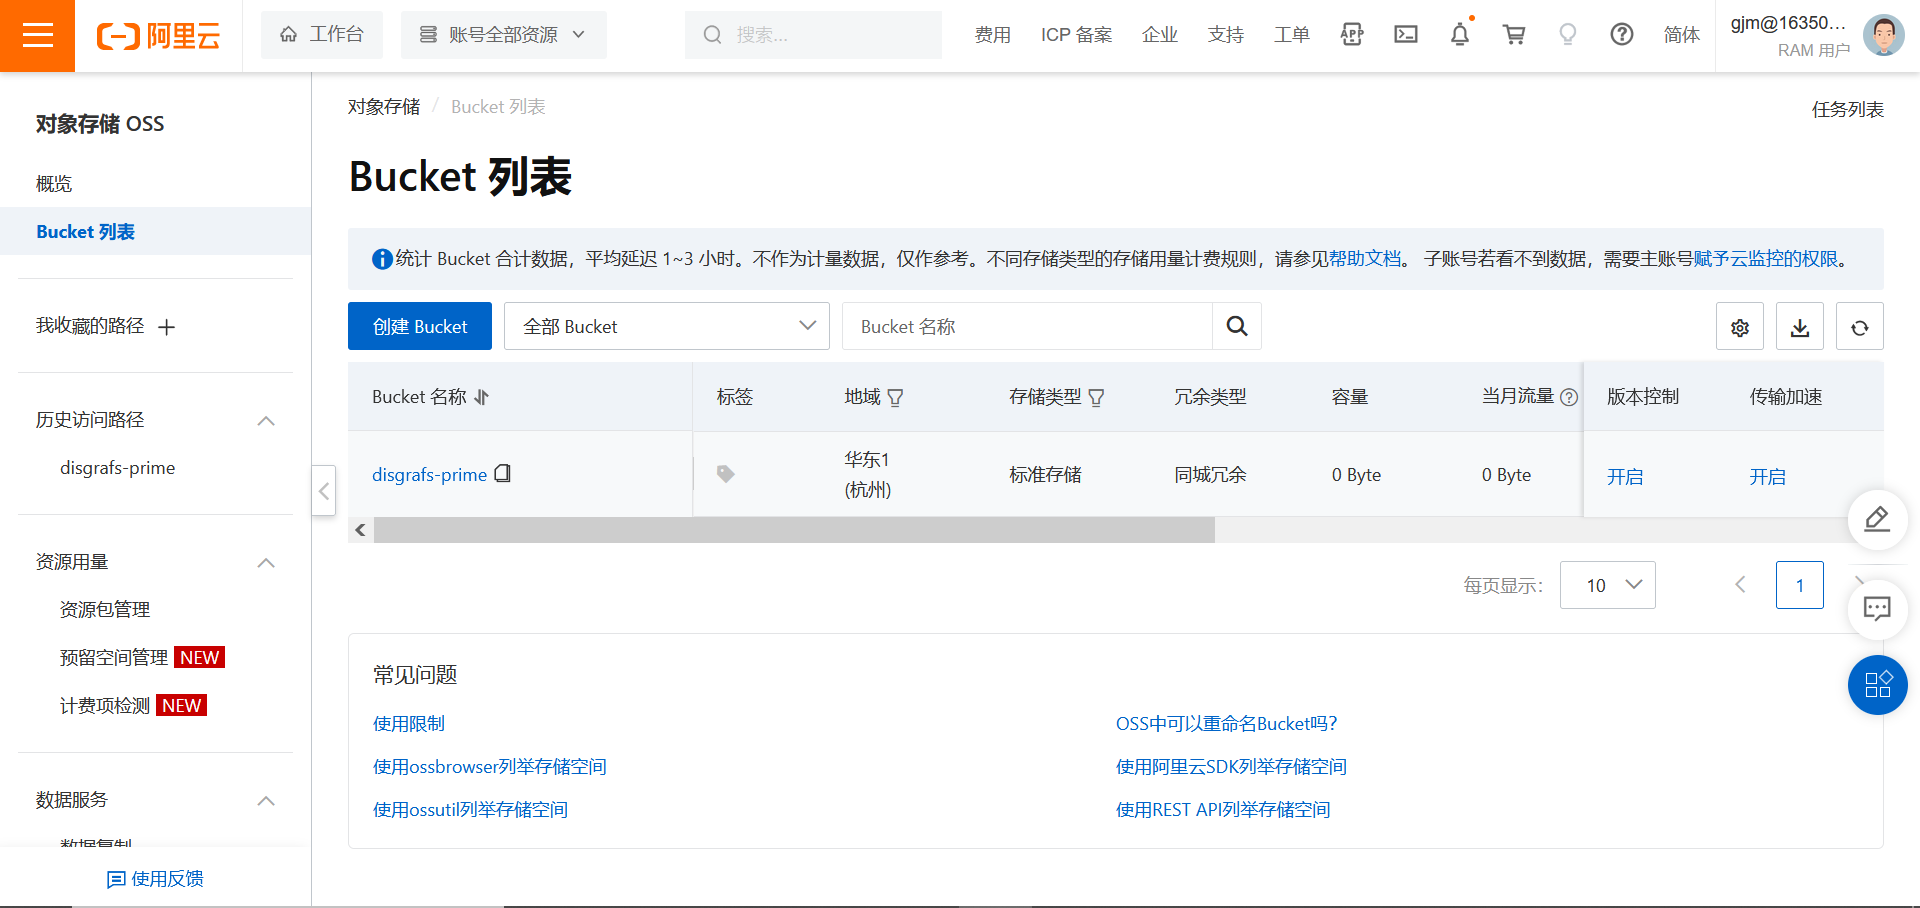 阿里云
工作台
账号全部资源
搜索...
费用
ICP 备案
企业
支持
工单
APP
简体
gjm@16350...
RAM 用户
对象存储 OSS
概览
Bucket 列表
我收藏的路径
历史访问路径
disgrafs-prime
资源用量
资源包管理
预留空间管理 NEW
计费项检测 NEW
数据服务
数据复制
使用反馈
对象存储 / Bucket 列表
任务列表
Bucket 列表
统计 Bucket 合计数据，平均延迟 1~3 小时。不作为计量数据，仅作参考。不同存储类型的存储用量计费规则，请参见帮助文档。 子账号若看不到数据，需要主账号赋予云监控的权限。
创建 Bucket
全部 Bucket
Bucket 名称
Bucket 名称 标签 地域 存储类型 冗余类型 容量 当月流量 版本控制 传输加速
disgrafs-prime 华东1 (杭州) 标准存储 同城冗余 0 Byte 0 Byte 开启 开启
每页显示: 10 1
常见问题
使用限制
OSS中可以重命名Bucket吗?
使用ossbrowser列举存储空间
使用阿里云SDK列举存储空间
使用ossutil列举存储空间
使用REST API列举存储空间